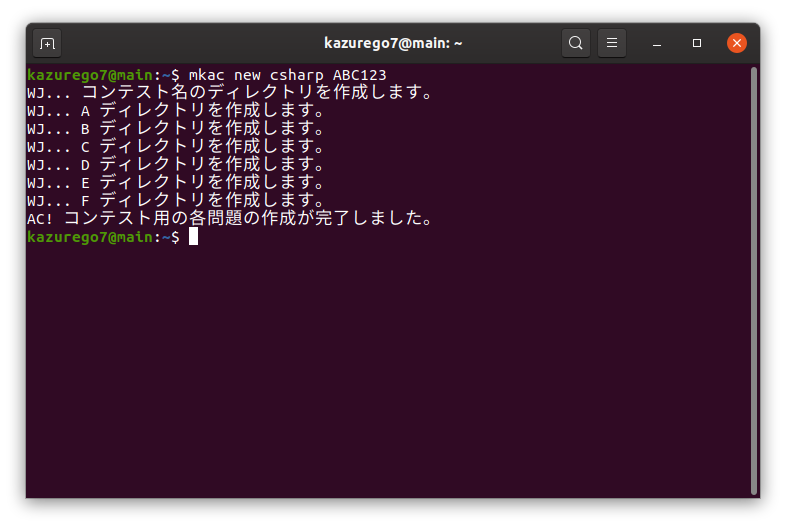 kazurego7@main: ~
kazurego7@main:~$ mkac new csharp ABC123
WJ... コンテスト名のディレクトリを作成します。
WJ... A ディレクトリを作成します。
WJ... B ディレクトリを作成します。
WJ... C ディレクトリを作成します。
WJ... D ディレクトリを作成します。
WJ... E ディレクトリを作成します。
WJ... F ディレクトリを作成します。
AC! コンテスト用の各問題の作成が完了しました。
kazurego7@main:~$